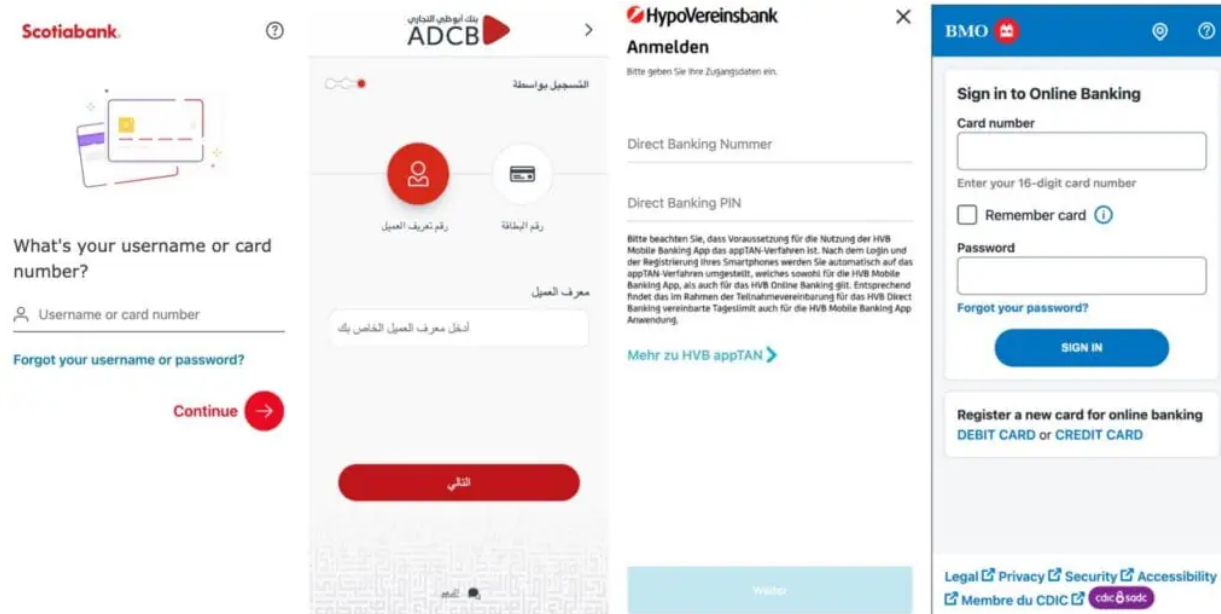 Scotiabank.
What's your username or card
number?
Username or card number
Forgot your username or password?
Continue
بنك أبوظبي التجاري
ADCB
التسجيل بواسطة
رقم تعريف العميل
رقم البطاقة
معرف العميل
أدخل معرف العميل الخاص بك
التالي
HypoVereinsbank
Anmelden
Bitte geben Sie Ihre Zugangsdaten ein.
Direct Banking Nummer
Direct Banking PIN
Bitte beachten Sie, dass Voraussetzung für die Nutzung der HVB
Mobile Banking App das appTAN-Verfahren ist. Nach dem Login und
der Registrierung Ihres Smartphones werden Sie automatisch auf das
appTAN-Verfahren umgestellt, welches sowohl für die HVB Mobile
Banking App, als auch für das HVB Online Banking gilt. Entsprechend
findet das im Rahmen der Teilnahmevereinbarung für das HVB Direct
Banking vereinbarte Tageslimit auch für die HVB Mobile Banking App
Anwendung.
Mehr zu HVB appTAN
Weiter
BMO
Sign in to Online Banking
Card number
Enter your 16-digit card number
Remember card
Password
Forgot your password?
SIGN IN
Register a new card for online banking
DEBIT CARD or CREDIT CARD
Legal Privacy Security Accessibility
Membre du CDIC cdic sadc